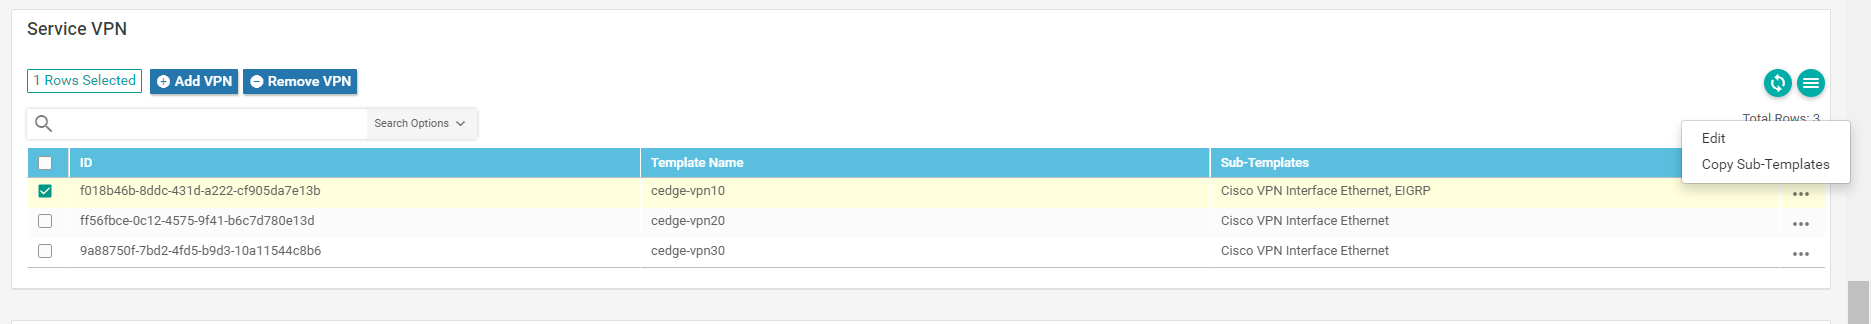 Service VPN
1 Rows Selected
Add VPN
Remove VPN
Search Options
Total Rows: 3
Edit
Copy Sub-Templates
ID Template Name Sub-Templates
f018b46b-8ddc-431d-a222-cf905da7e13b cedge-vpn10 Cisco VPN Interface Ethernet, EIGRP
ff56fbce-0c12-4575-9f41-b6c7d780e13d cedge-vpn20 Cisco VPN Interface Ethernet
9a88750f-7bd2-4fd5-b9d3-10a11544c8b6 cedge-vpn30 Cisco VPN Interface Ethernet